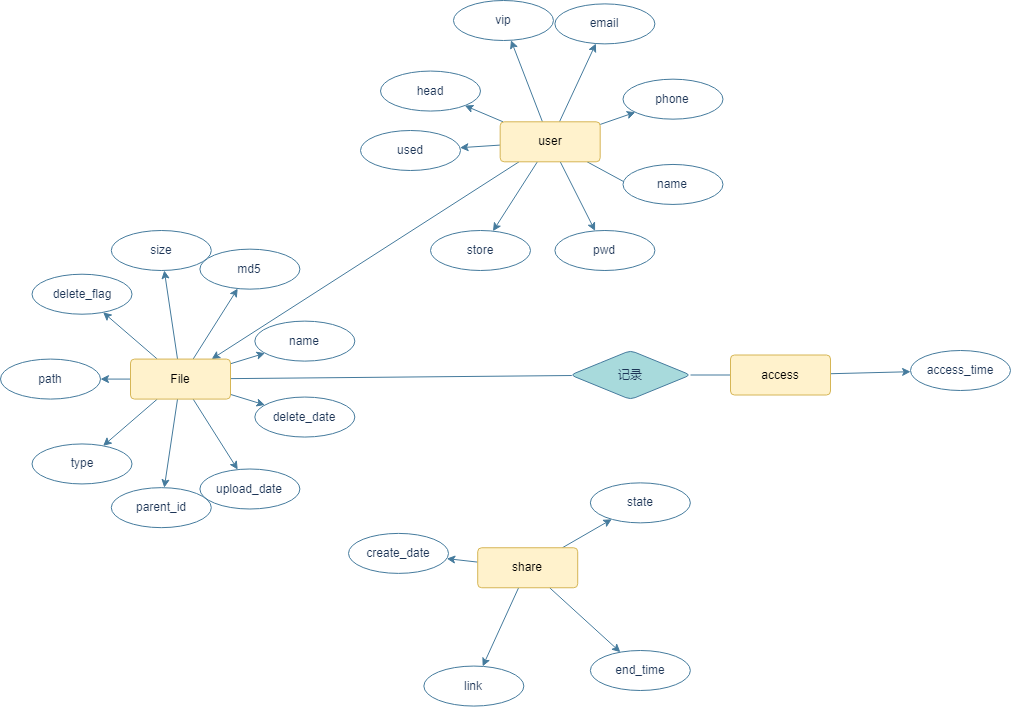 vip
email
head
phone
user
used
name
store
pwd
size
md5
delete_flag
name
path
File
记录
access
access_time
delete_date
type
upload_date
parent_id
state
create_date
share
end_time
link